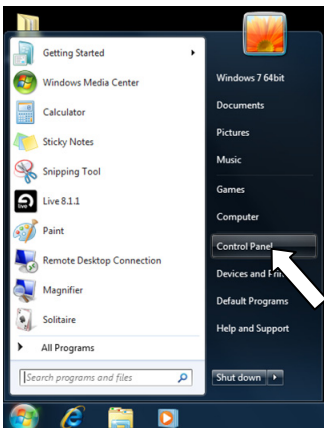 Getting Started
Windows Media Center
Calculator
Sticky Notes
Snipping Tool
Live 8.1.1
Paint
Remote Desktop Connection
Magnifier
Solitaire
All Programs
Search programs and files
Windows 7 64bit
Documents
Pictures
Music
Games
Computer
Control Panel
Devices and
Default Programs
Help and Support
Shut down